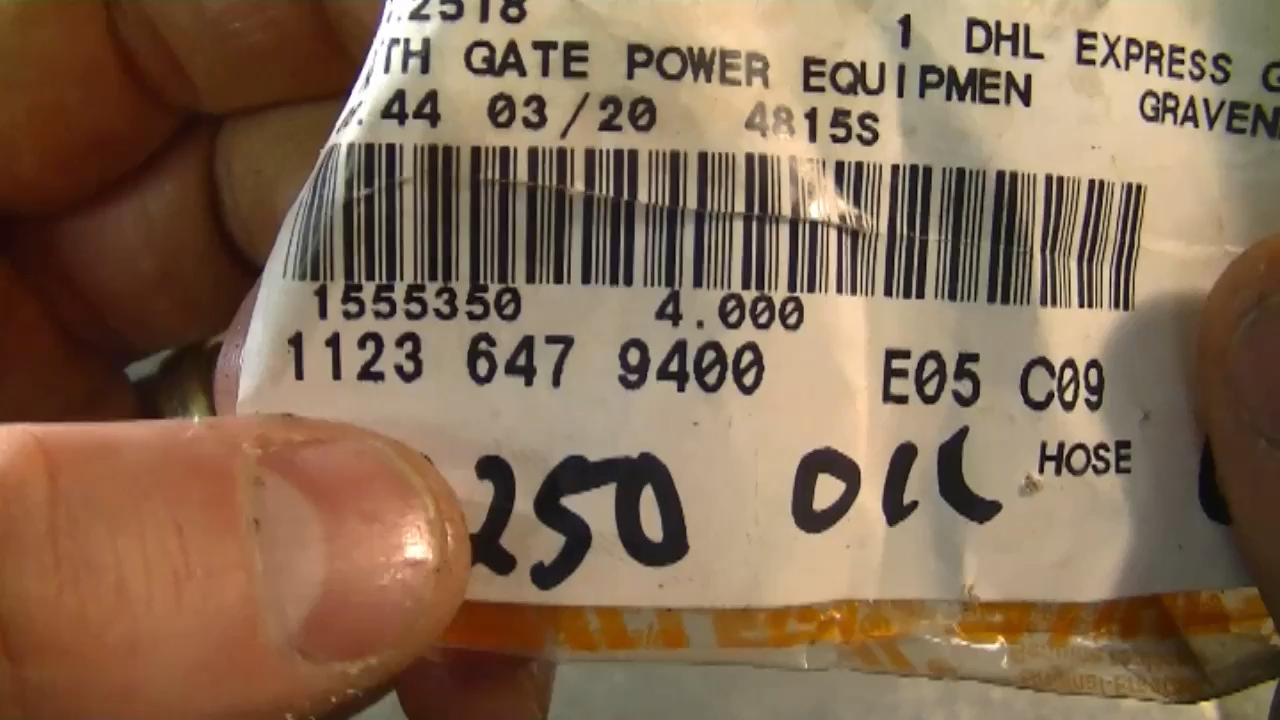 .2518
1 DHL EXPRESS
TH GATE POWER EQUIPMEN
GRAVEN
.44 03/20 4815S
1555350 4.000
1123 647 9400 E05 C09
HOSE
250 OIL